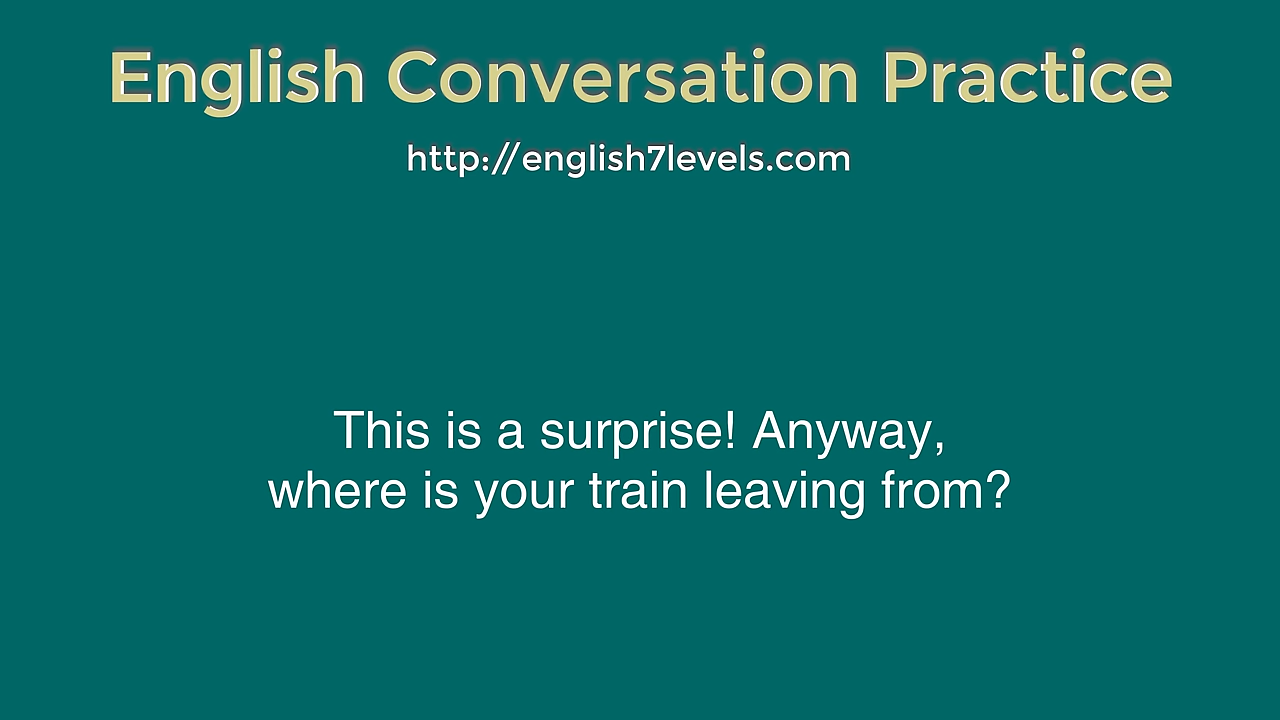 English Conversation Practice
http://english7levels.com
This is a surprise! Anyway,
where is your train leaving from?